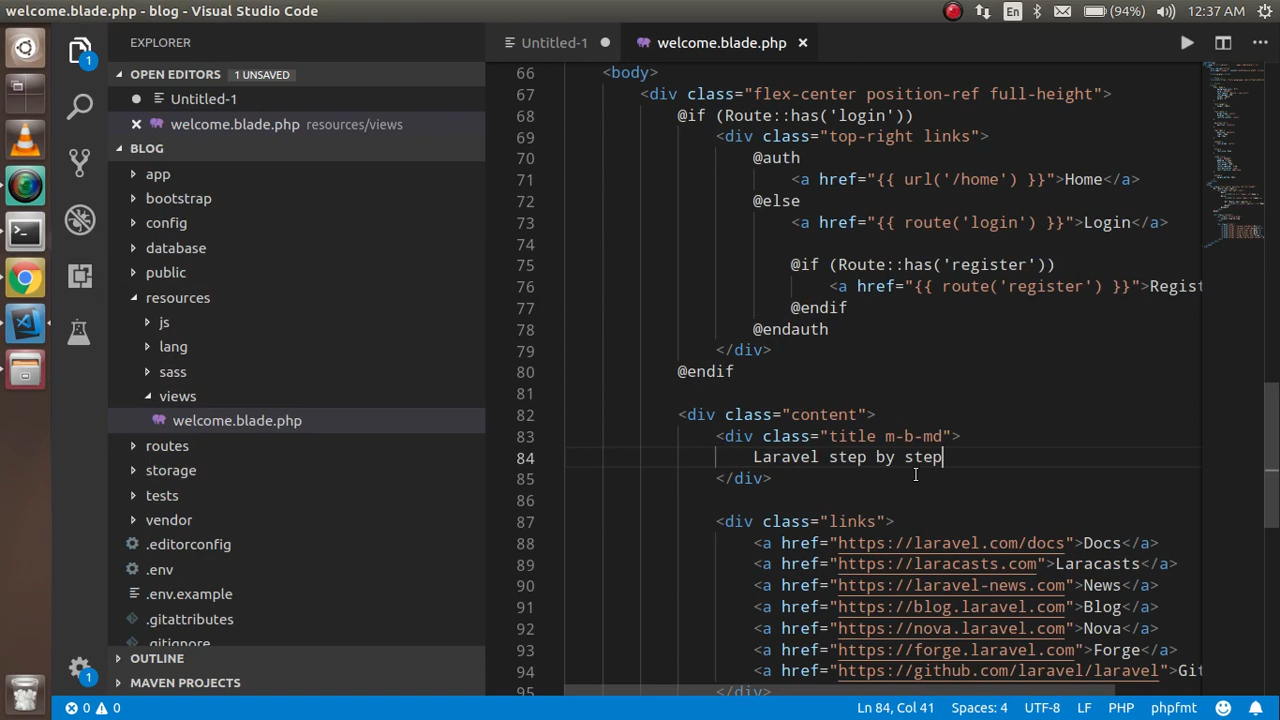 welcome.blade.php - blog - Visual Studio Code
En
(94%)
12:37 AM
EXPLORER
Untitled-1
welcome.blade.php
OPEN EDITORS 1 UNSAVED
Untitled-1
welcome.blade.php resources/views
BLOG
app
bootstrap
config
database
public
resources
js
lang
sass
views
welcome.blade.php
routes
storage
tests
vendor
.editorconfig
.env
.env.example
.gitattributes
.gitignore
OUTLINE
MAVEN PROJECTS
1
1
66 <body>
67 <div class="flex-center position-ref full-height">
68 @if (Route::has('login'))
69 <div class="top-right links">
70 @auth
71 <a href="{{ url('/home') }}">Home</a>
72 @else
73 <a href="{{ route('login') }}">Login</a>
74
75 @if (Route::has('register'))
76 <a href="{{ route('register') }}">Regist
77 @endif
78 @endauth
79 </div>
80 @endif
81
82 <div class="content">
83 <div class="title m-b-md">
84 Laravel step by step
85 </div>
86
87 <div class="links">
88 <a href="https://laravel.com/docs">Docs</a>
89 <a href="https://laracasts.com">Laracasts</a>
90 <a href="https://laravel-news.com">News</a>
91 <a href="https://blog.laravel.com">Blog</a>
92 <a href="https://nova.laravel.com">Nova</a>
93 <a href="https://forge.laravel.com">Forge</a>
94 <a href="https://github.com/laravel/laravel">Git
95 </div>
0 0
Ln 84, Col 41 Spaces: 4 UTF-8 LF PHP phpfmt